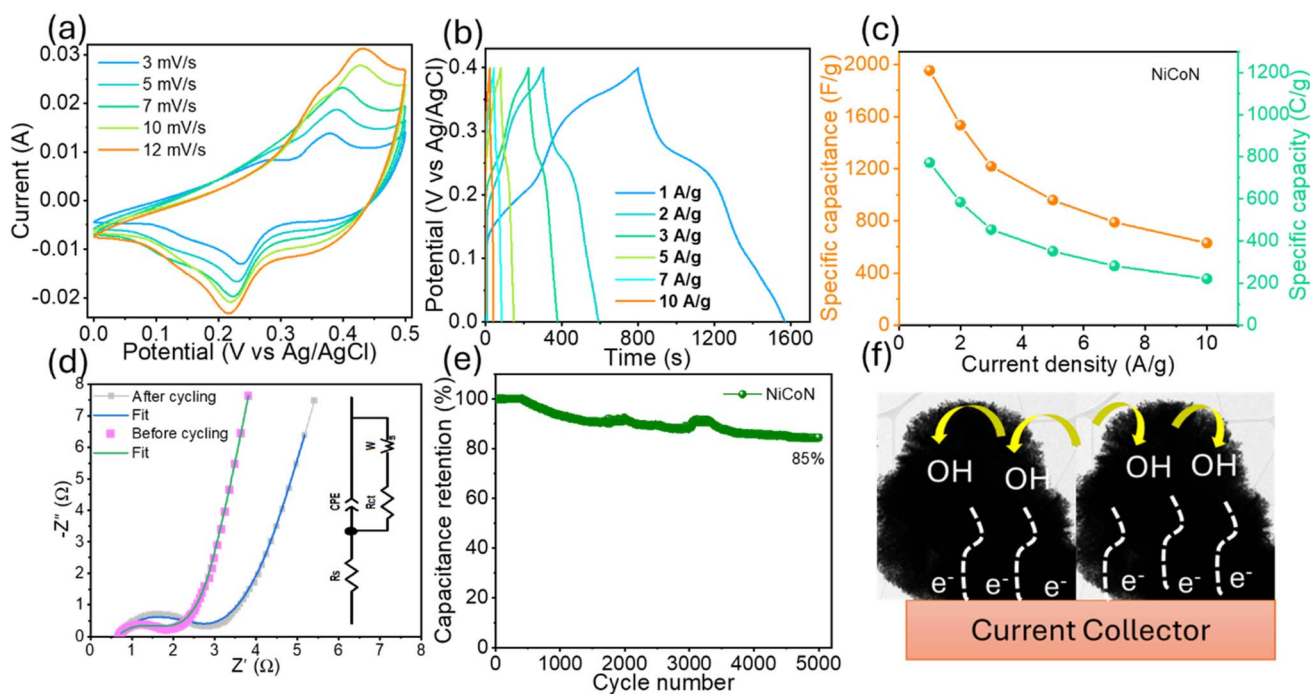 (a)
Current (A)
0.03
0.02
0.01
0.00
-0.01
-0.02
3 mV/s
5 mV/s
7 mV/s
10 mV/s
12 mV/s
0.0 0.1 0.2 0.3 0.4 0.5
Potential (V vs Ag/AgCl)
(b)
Potential (V vs Ag/AgCl)
0.4
0.3
0.2
0.1
0.0
1 A/g
2 A/g
3 A/g
5 A/g
7 A/g
10 A/g
0 400 800 1200 1600
Time (s)
(c)
Specific capacitance (F/g)
2000
1600
1200
800
400
0
NiCoN
1200
1000
800
600
400
200
0
Specific capacity (C/g)
0 2 4 6 8 10
Current density (A/g)
(d)
-Z″ (Ω)
8
7
6
5
4
3
2
1
0
After cycling
Fit
Before cycling
Fit
W
Ws
CPE
Rct
Rs
0 1 2 3 4 5 6 7 8
Z′ (Ω)
(e)
Capacitance retention (%)
100
80
60
40
20
0
NiCoN
85%
0 1000 2000 3000 4000 5000
Cycle number
(f)
OH OH OH OH
e- e- e- e- e-
Current Collector